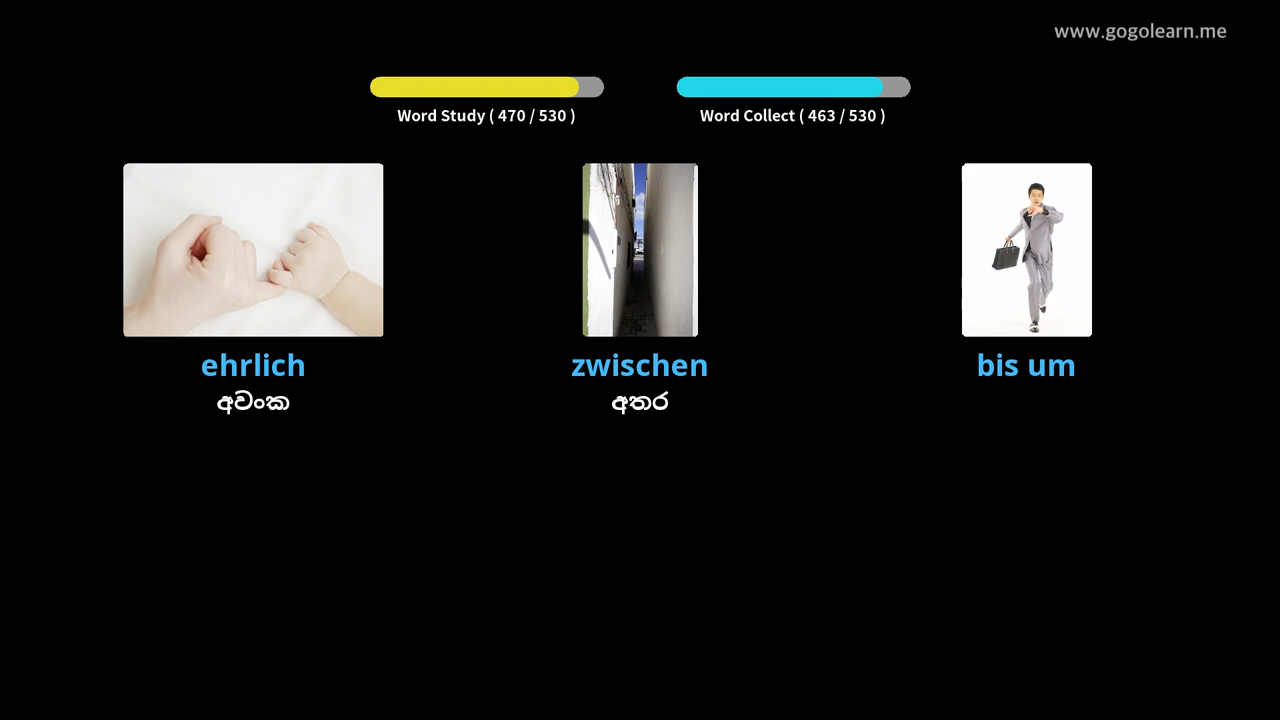 www.gogolearn.me
Word Study ( 470 / 530 )
Word Collect ( 463 / 530 )
ehrlich
අවංක
zwischen
අතර
bis um